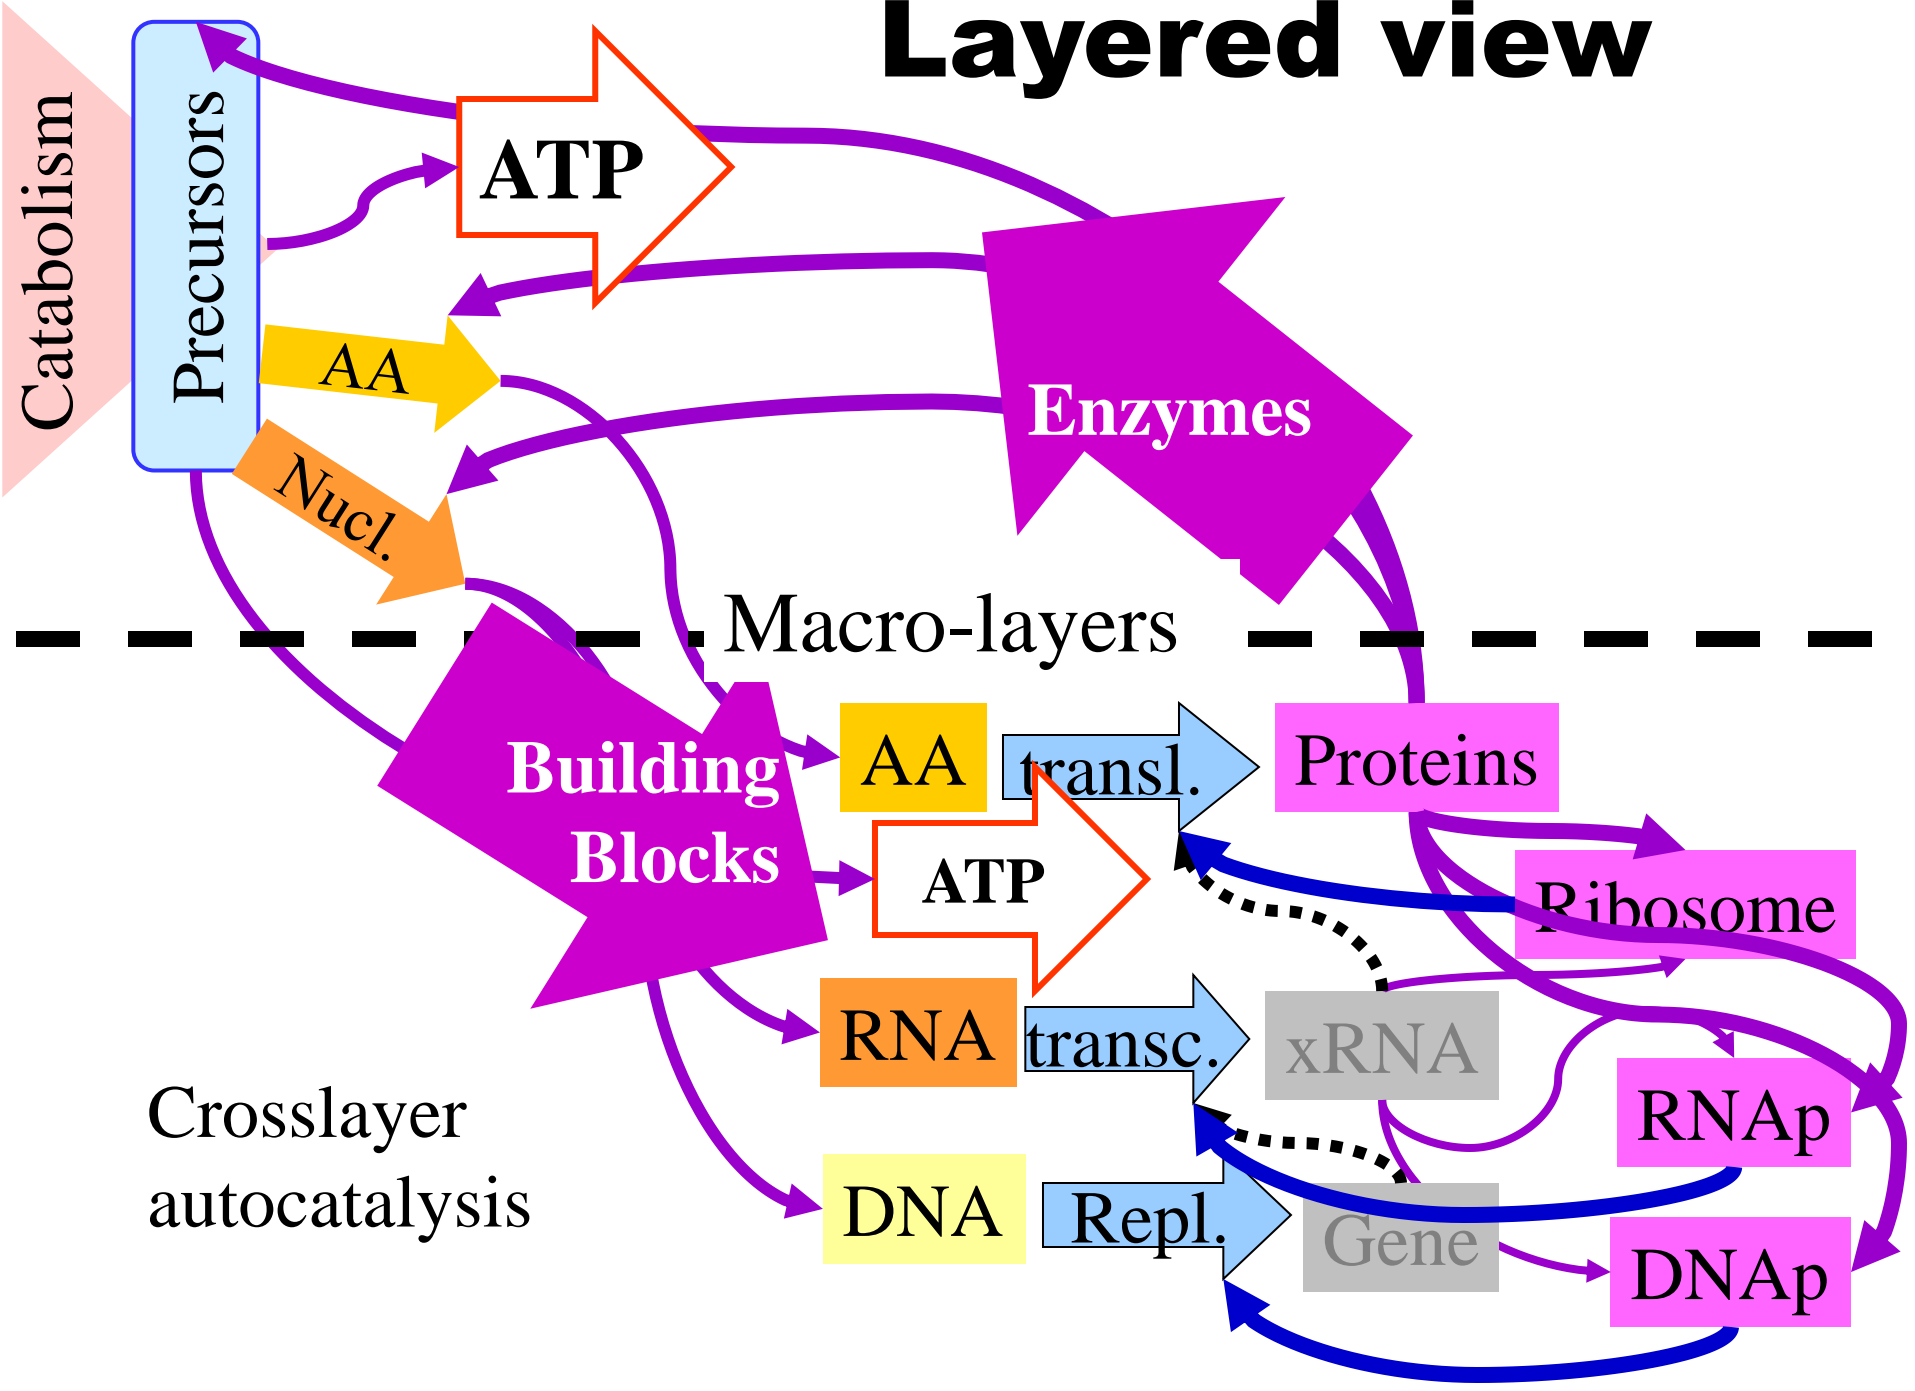 Layered view
Catabolism
Precursors
ATP
AA
Nucl.
Enzymes
Macro-layers
Building
Blocks
AA
transl.
Proteins
ATP
Ribosome
RNA
transc.
xRNA
RNAp
Crosslayer
autocatalysis
DNA
Repl.
Gene
DNAp